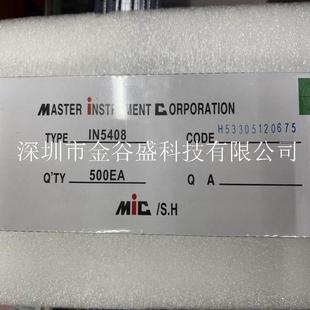 MASTER INSTRUMENT CORPORATION
TYPE IN5408 CODE H53305120675
深圳市金谷盛科技有限公司
Q'TY 500EA Q A
MIC /S.H